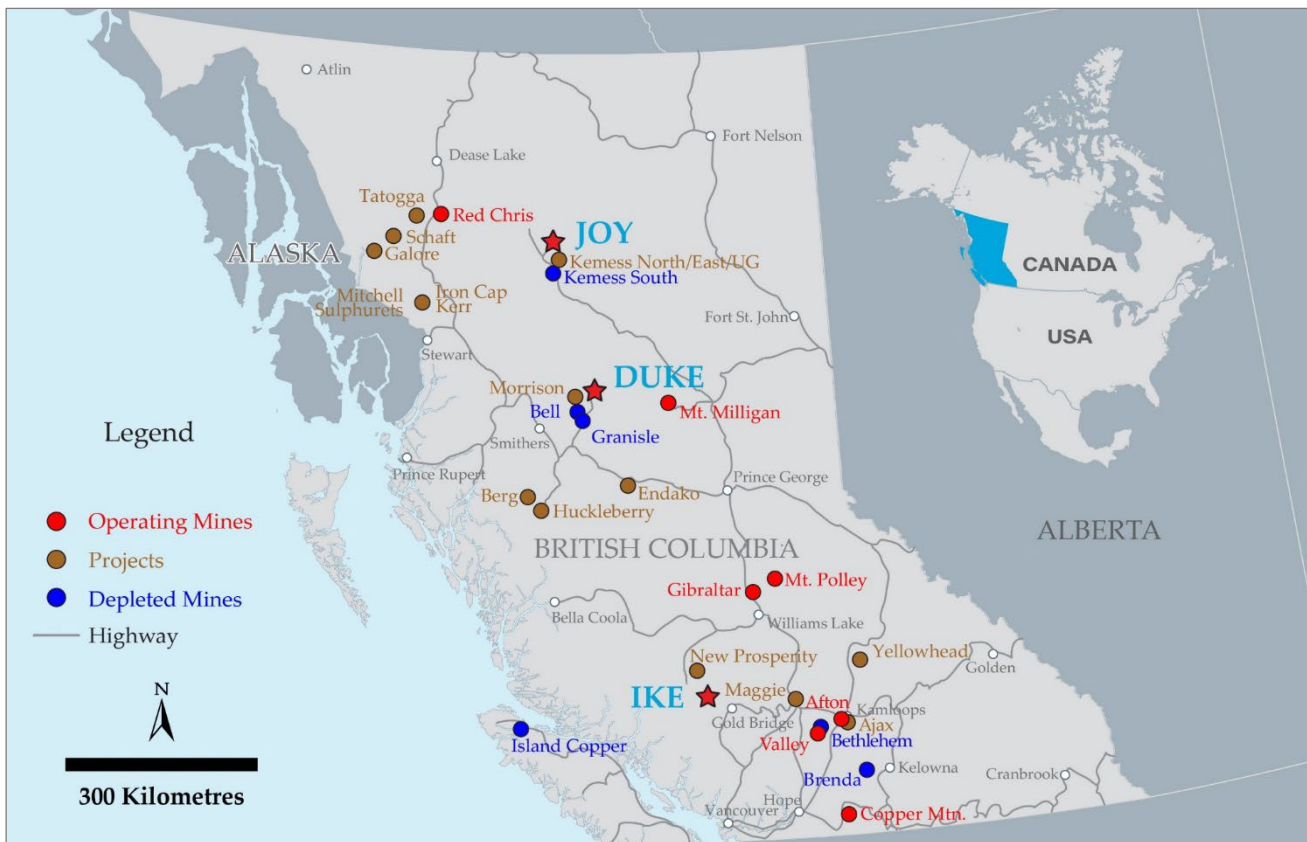 Atlin
Fort Nelson
Dease Lake
Tatogga
Red Chris
Schaft
Galore
ALASKA
JOY
Kemess North/East/UG
Kemess South
Mitchell
Sulphurets
Iron Cap
Kerr
Fort St. John
Stewart
CANADA
USA
DUKE
Morrison
Mt. Milligan
Bell
Granisle
Smithers
Prince Rupert
Prince George
Endako
Berg
Huckleberry
BRITISH COLUMBIA
ALBERTA
Mt. Polley
Gibraltar
Bella Coola
Williams Lake
New Prosperity
Yellowhead
Golden
IKE
Maggie
Afton
Kamloops
Gold Bridge
Ajax
Island Copper
Valley
Bethlehem
Brenda
Kelowna
Cranbrook
Vancouver
Hope
Copper Mtn.
Legend
Operating Mines
Projects
Depleted Mines
Highway
N
300 Kilometres